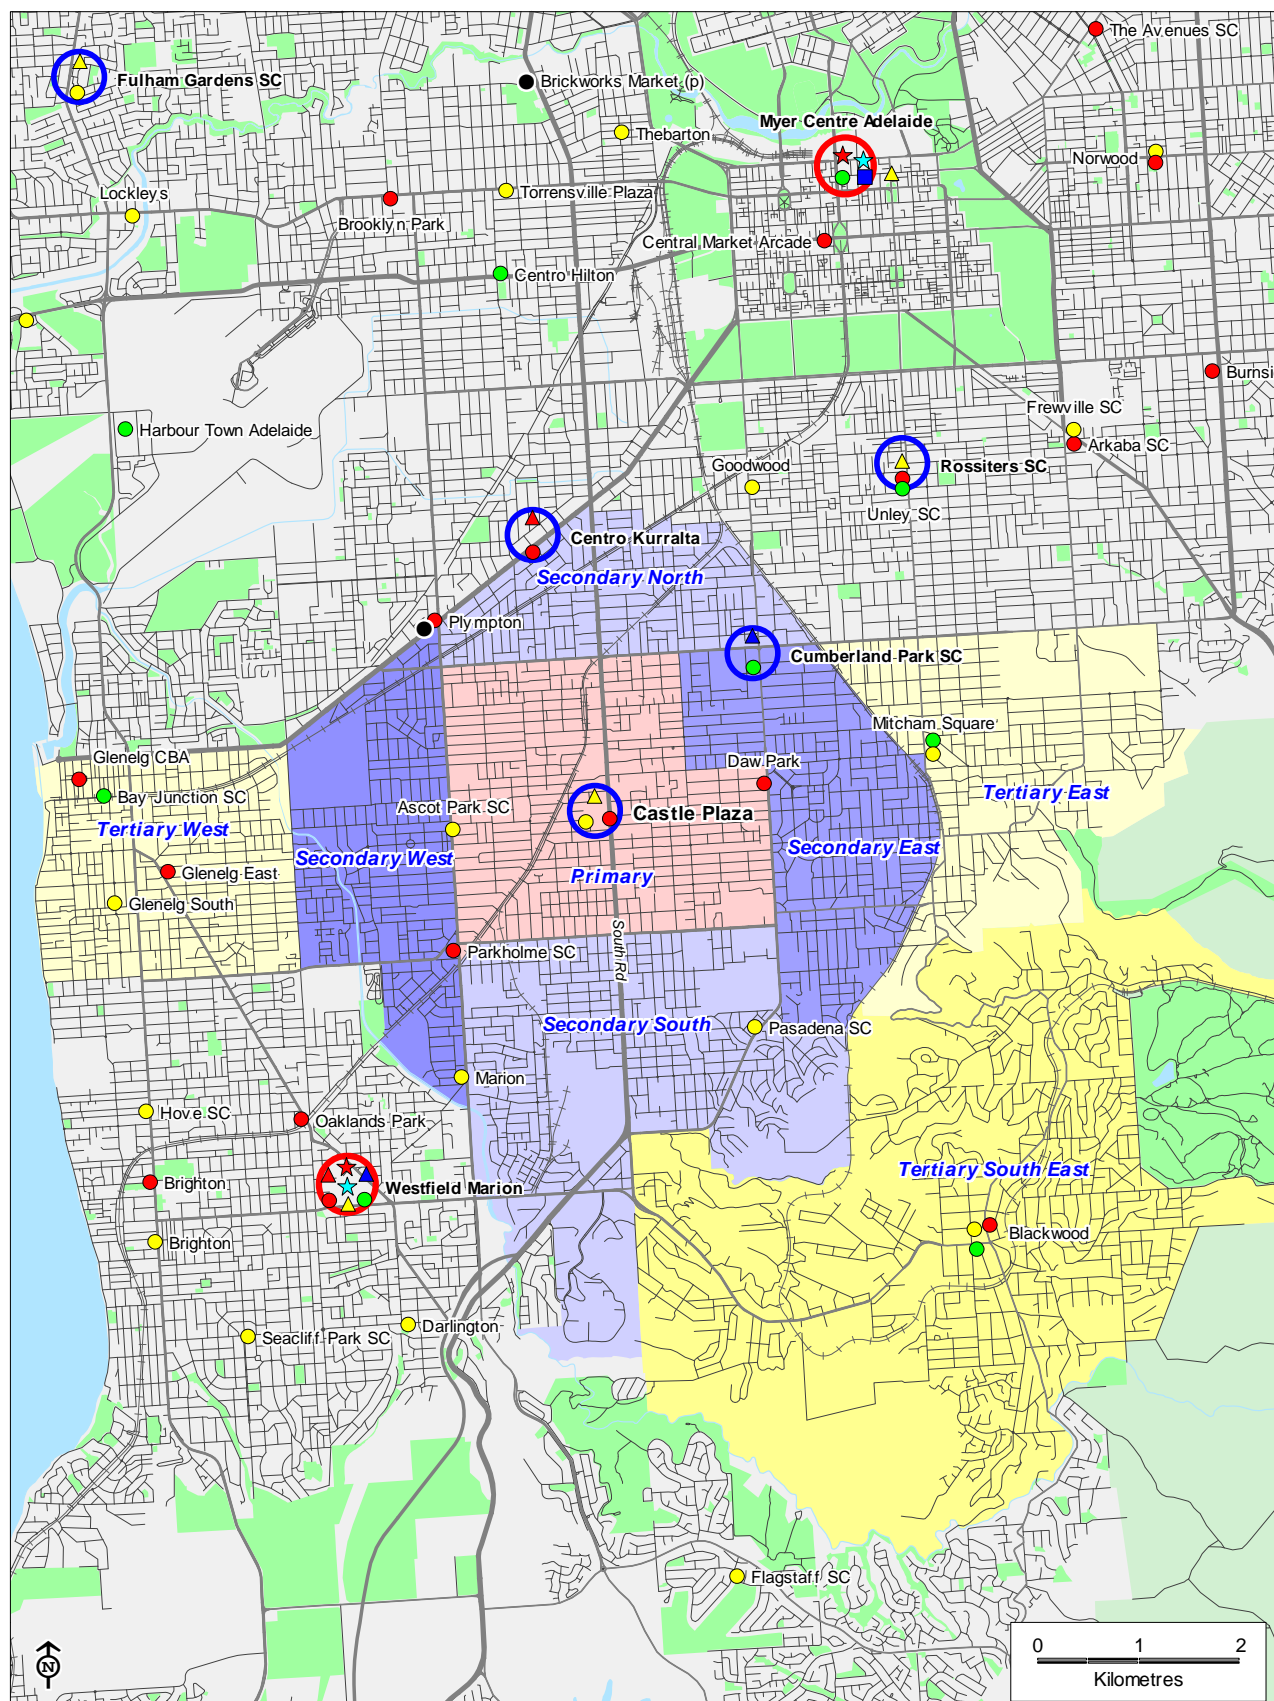 The Avenues SC
Fulham Gardens SC
Brickworks Market (p)
Myer Centre Adelaide
Thebarton
Norwood
Lockleys
Torrensville Plaza
Brooklyn Park
Central Market Arcade
Centro Hilton
Burnsi
Frewville SC
Harbour Town Adelaide
Arkaba SC
Goodwood
Rossiters SC
Unley SC
Centro Kurralta
Secondary North
Plympton
Cumberland Park SC
Mitcham Square
Glenelg CBA
Daw Park
Bay Junction SC
Tertiary East
Ascot Park SC
Castle Plaza
Tertiary West
Secondary West
Secondary East
Glenelg East
Primary
Glenelg South
South Rd
Parkholme SC
Secondary South
Pasadena SC
Marion
Hove SC
Oaklands Park
Tertiary South East
Brighton
Westfield Marion
Blackwood
Brighton
Darlington
Seacliff Park SC
Flagstaff SC
0 1 2
Kilometres
N